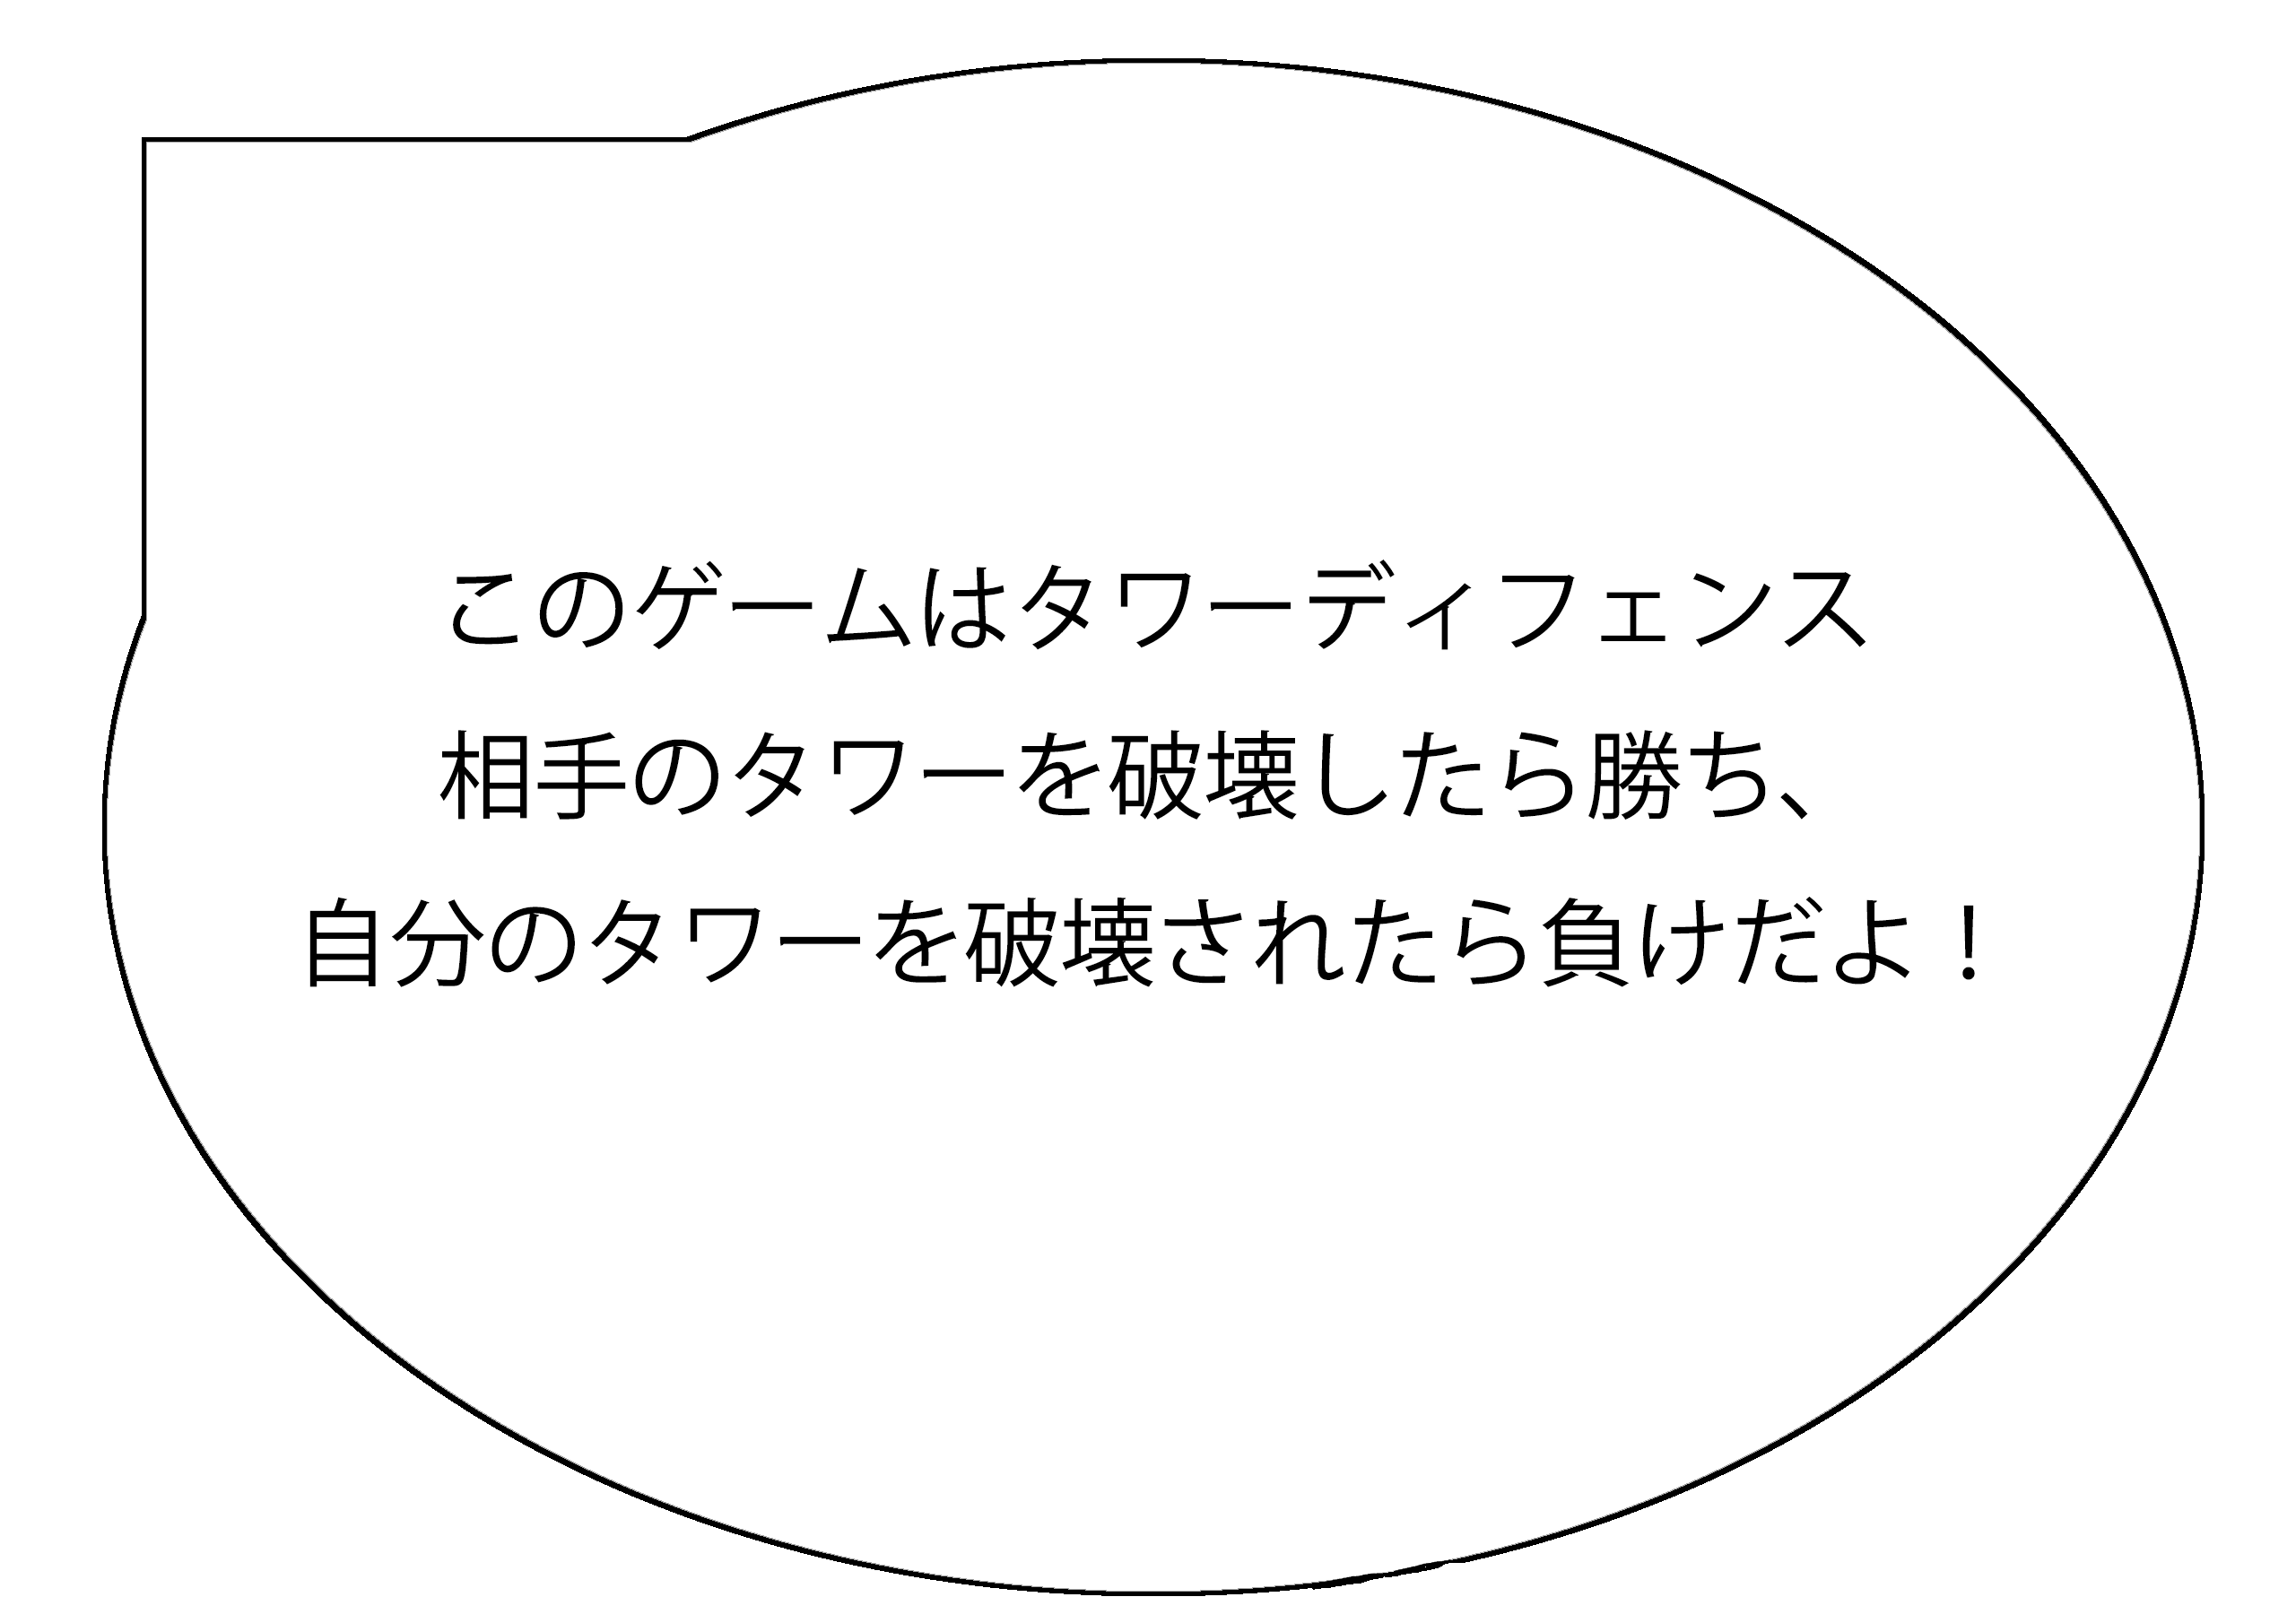 このゲームはタワーディフェンス
相手のタワーを破壊したら勝ち、
自分のタワーを破壊されたら負けだよ！